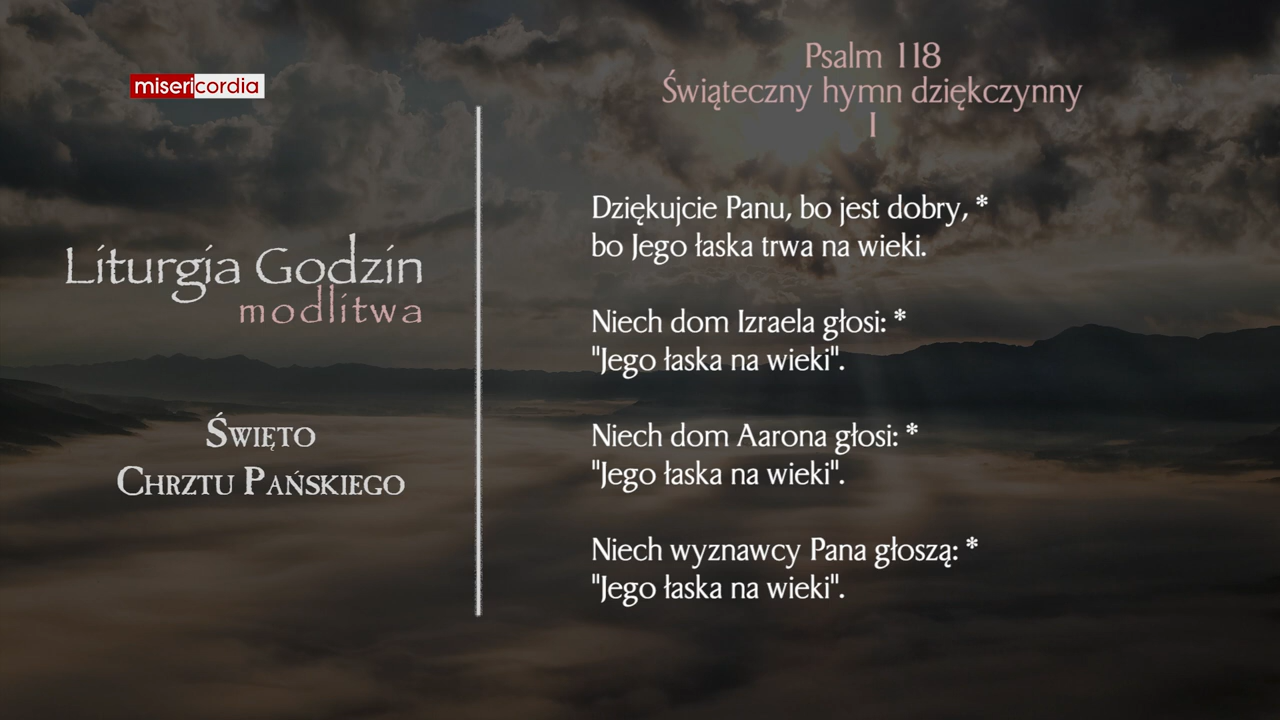 misericordia
Liturgia Godzin
modlitwa
Święto
Chrztu Pańskiego
Psalm 118
Świąteczny hymn dziękczynny
I
Dziękujcie Panu, bo jest dobry, *
bo Jego łaska trwa na wieki.
Niech dom Izraela głosi: *
"Jego łaska na wieki".
Niech dom Aarona głosi: *
"Jego łaska na wieki".
Niech wyznawcy Pana głoszą: *
"Jego łaska na wieki".